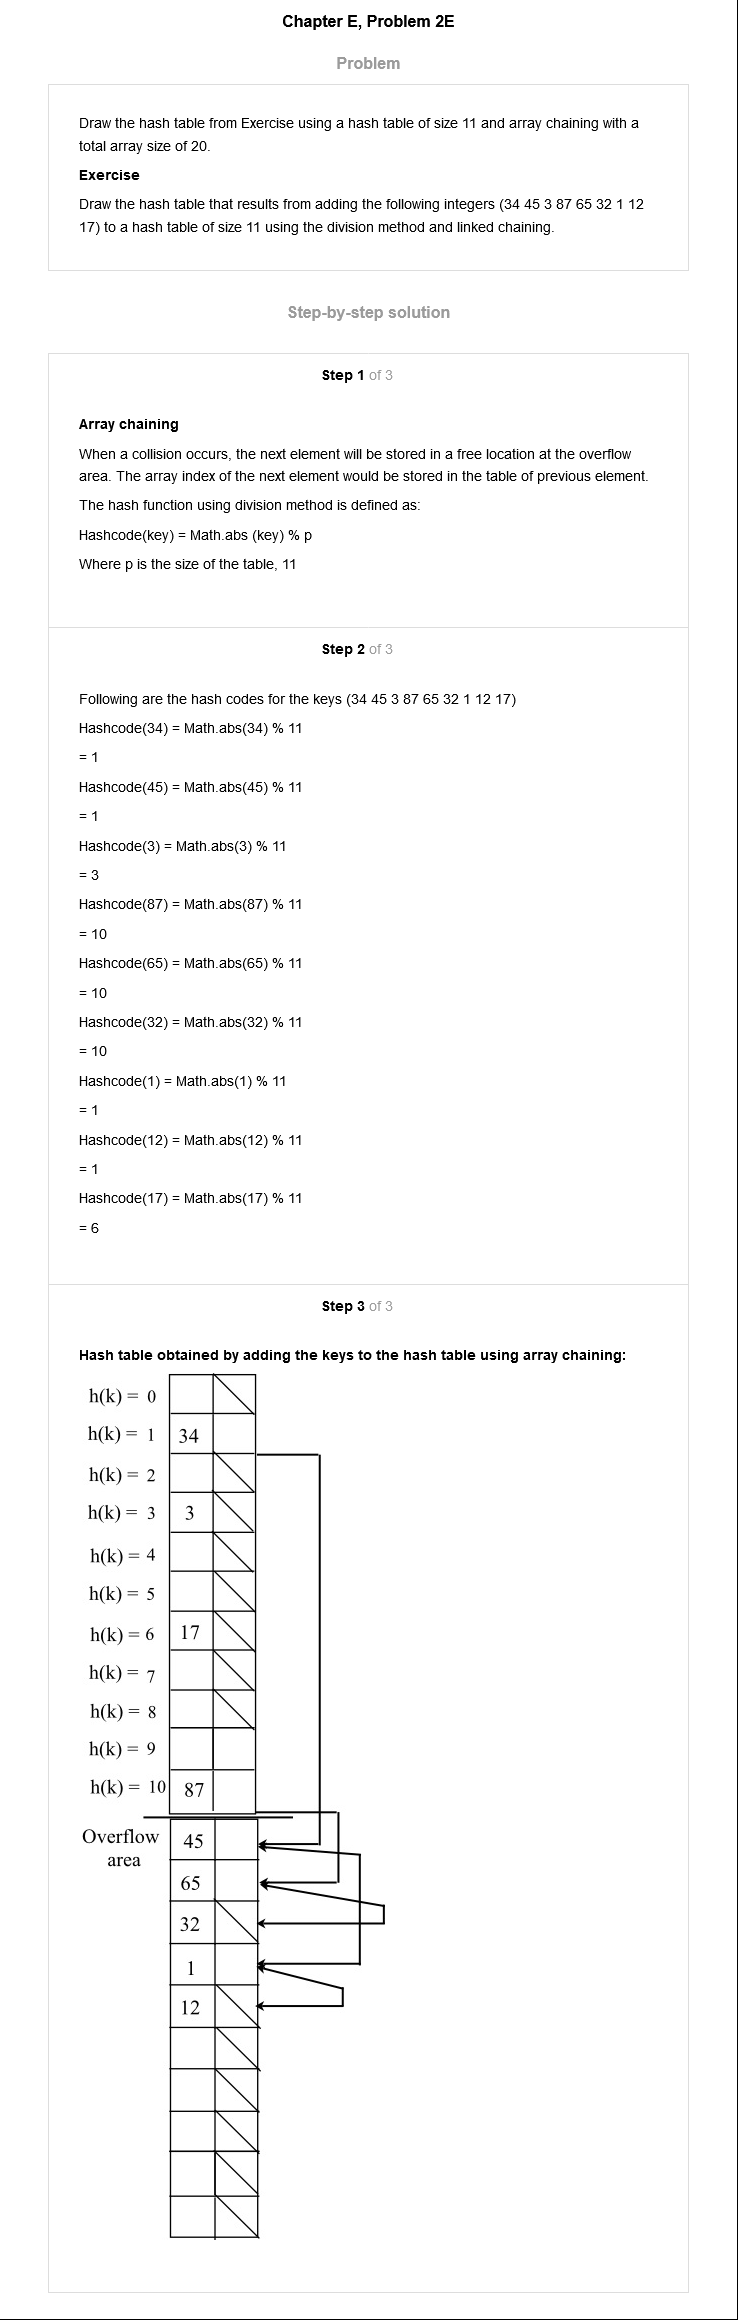 Chapter E, Problem 2E
Problem
Draw the hash table from Exercise using a hash table of size 11 and array chaining with a
total array size of 20.
Exercise
Draw the hash table that results from adding the following integers (34 45 3 87 65 32 1 12
17) to a hash table of size 11 using the division method and linked chaining.
Step-by-step solution
Step 1 of 3
Array chaining
When a collision occurs, the next element will be stored in a free location at the overflow
area. The array index of the next element would be stored in the table of previous element.
The hash function using division method is defined as:
Hashcode(key) = Math.abs (key) % p
Where p is the size of the table, 11
Step 2 of 3
Following are the hash codes for the keys (34 45 3 87 65 32 1 12 17)
Hashcode(34) = Math.abs(34) % 11
= 1
Hashcode(45) = Math.abs(45) % 11
= 1
Hashcode(3) = Math.abs(3) % 11
= 3
Hashcode(87) = Math.abs(87) % 11
= 10
Hashcode(65) = Math.abs(65) % 11
= 10
Hashcode(32) = Math.abs(32) % 11
= 10
Hashcode(1) = Math.abs(1) % 11
= 1
Hashcode(12) = Math.abs(12) % 11
= 1
Hashcode(17) = Math.abs(17) % 11
= 6
Step 3 of 3
Hash table obtained by adding the keys to the hash table using array chaining:
h(k) = 0
h(k) = 1 34
h(k) = 2
h(k) = 3 3
h(k) = 4
h(k) = 5
h(k) = 6 17
h(k) = 7
h(k) = 8
h(k) = 9
h(k) = 10 87
Overflow
area
45
65
32
1
12